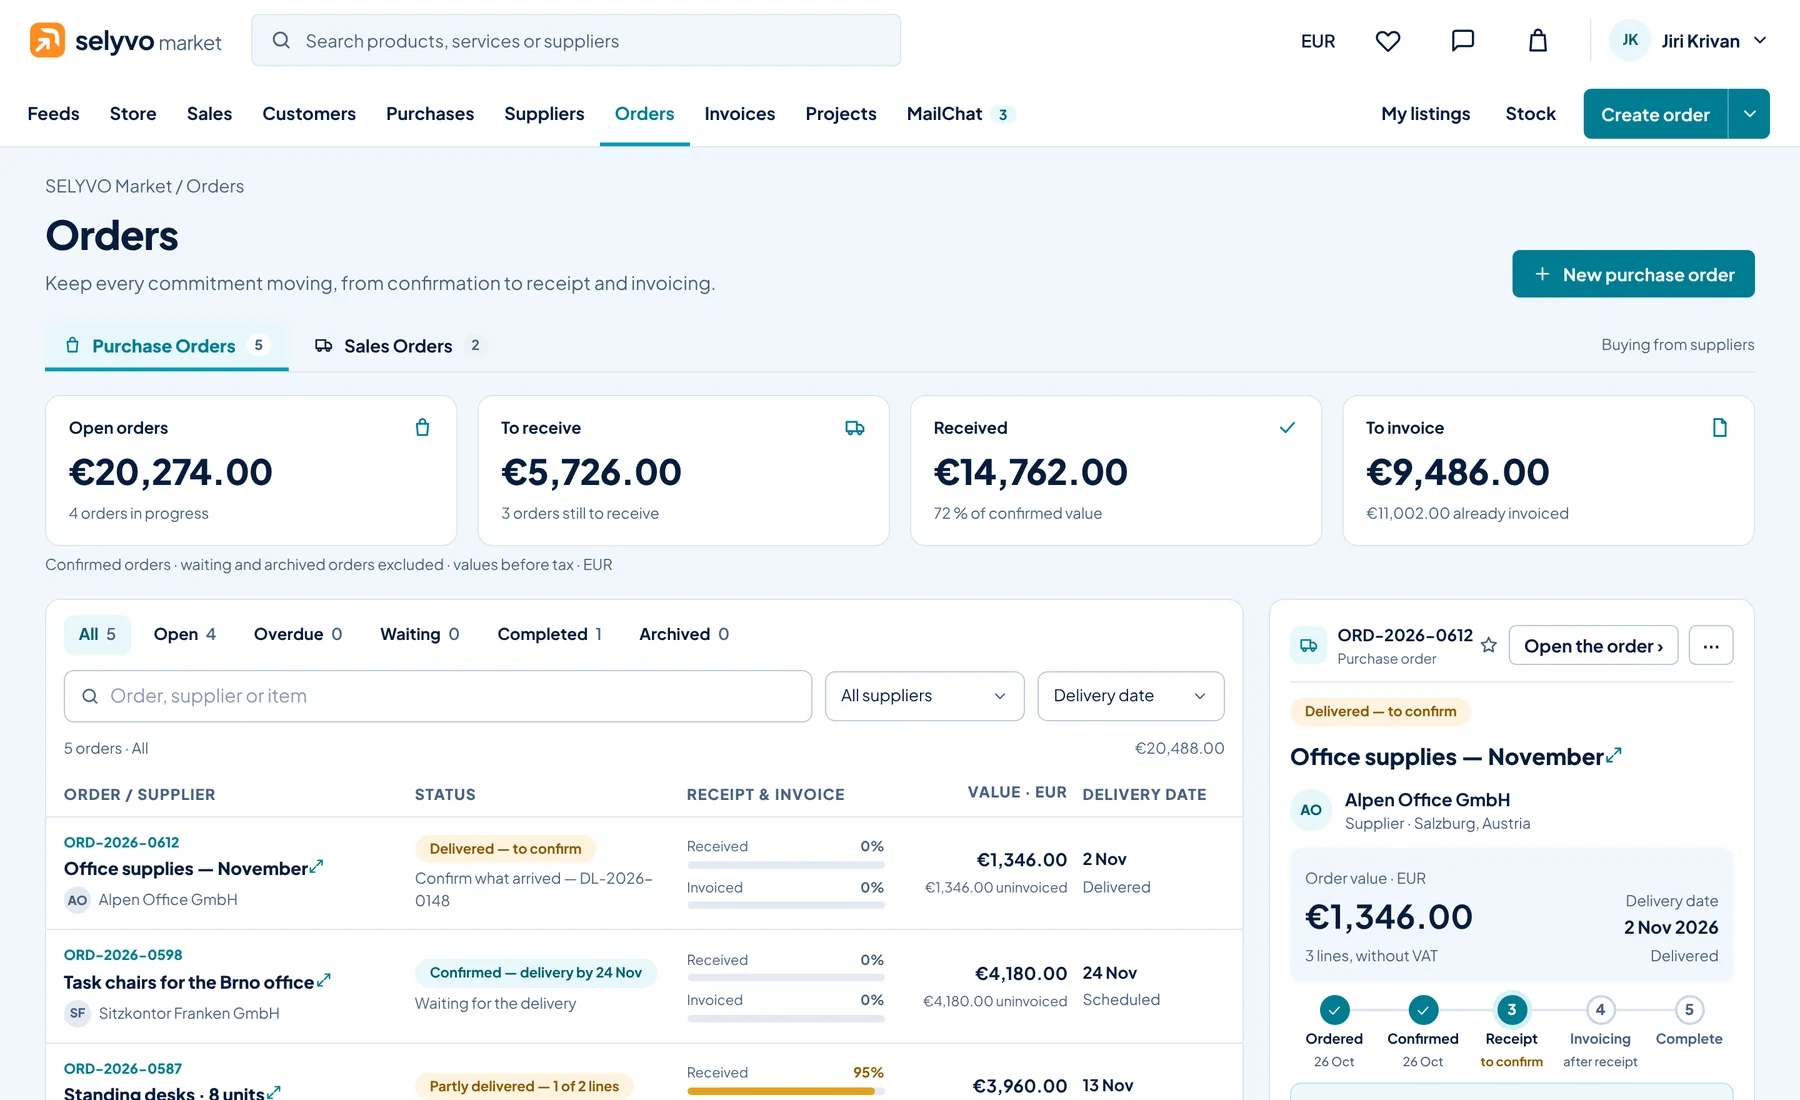 selyvo market
Search products, services or suppliers
EUR
JK
Jiri Krivan
Feeds
Store
Sales
Customers
Purchases
Suppliers
Orders
Invoices
Projects
MailChat 3
My listings
Stock
Create order
SELYVO Market / Orders
Orders
Keep every commitment moving, from confirmation to receipt and invoicing.
+ New purchase order
Purchase Orders 5
Sales Orders 2
Buying from suppliers
Open orders
€20,274.00
4 orders in progress
To receive
€5,726.00
3 orders still to receive
Received
€14,762.00
72 % of confirmed value
To invoice
€9,486.00
€11,002.00 already invoiced
Confirmed orders · waiting and archived orders excluded · values before tax · EUR
All 5
Open 4
Overdue 0
Waiting 0
Completed 1
Archived 0
Order, supplier or item
All suppliers
Delivery date
5 orders · All
€20,488.00
ORDER / SUPPLIER
STATUS
RECEIPT & INVOICE
VALUE · EUR
DELIVERY DATE
ORD-2026-0612
Office supplies — November
AO Alpen Office GmbH
Delivered — to confirm
Confirm what arrived — DL-2026-
0148
Received 0%
Invoiced 0%
€1,346.00
€1,346.00 uninvoiced
2 Nov
Delivered
ORD-2026-0598
Task chairs for the Brno office
SF Sitzkontor Franken GmbH
Confirmed — delivery by 24 Nov
Waiting for the delivery
Received 0%
Invoiced 0%
€4,180.00
€4,180.00 uninvoiced
24 Nov
Scheduled
ORD-2026-0587
Standing desks · 8 units
Partly delivered — 1 of 2 lines
Received 95%
€3,960.00
13 Nov
ORD-2026-0612
Purchase order
Open the order ›
...
Delivered — to confirm
Office supplies — November
AO
Alpen Office GmbH
Supplier · Salzburg, Austria
Order value · EUR
€1,346.00
3 lines, without VAT
Delivery date
2 Nov 2026
Delivered
3
4
5
Ordered
Confirmed
Receipt
Invoicing
Complete
26 Oct
26 Oct
to confirm
after receipt